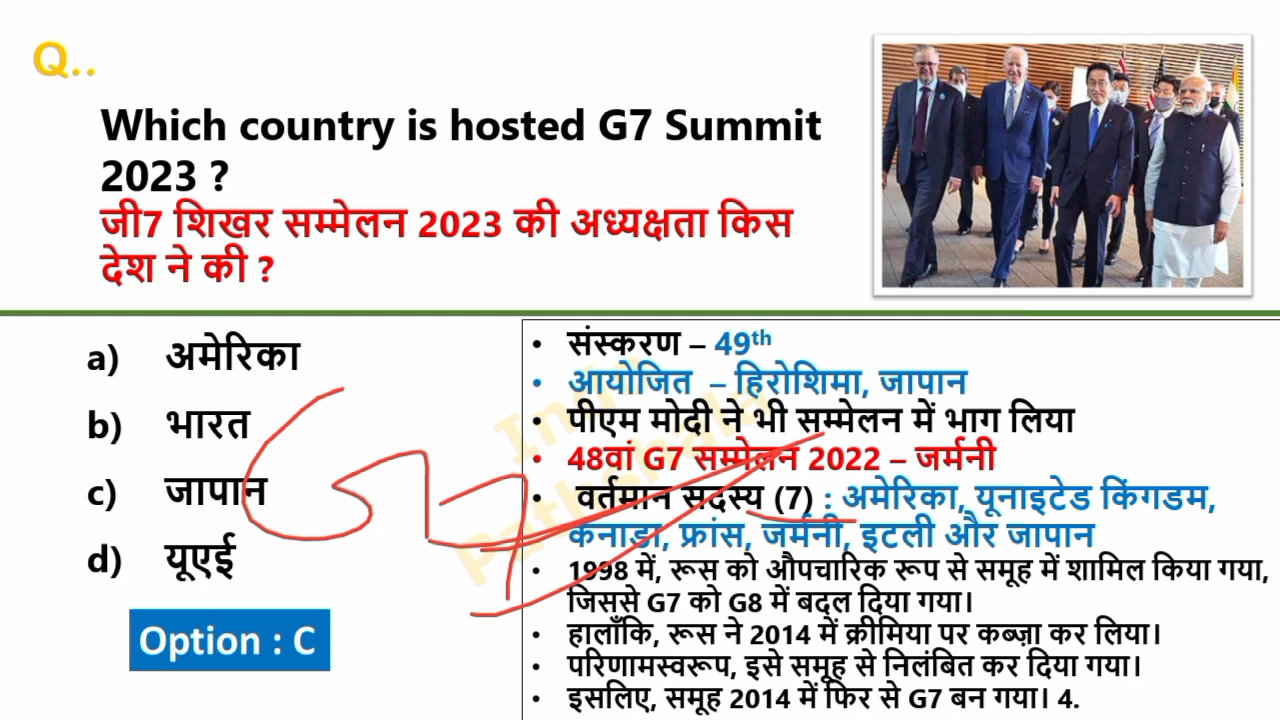 Q..
Which country is hosted G7 Summit
2023 ?
जी7 शिखर सम्मेलन 2023 की अध्यक्षता किस
देश ने की ?
a) अमेरिका
b) भारत
c) जापान
d) यूएई
Option : C
• संस्करण – 49th
• आयोजित – हिरोशिमा, जापान
• पीएम मोदी ने भी सम्मेलन में भाग लिया
• 48वां G7 सम्मेलन 2022 – जर्मनी
• वर्तमान सदस्य (7) : अमेरिका, यूनाइटेड किंगडम,
कनाडा, फ्रांस, जर्मनी, इटली और जापान
• 1998 में, रूस को औपचारिक रूप से समूह में शामिल किया गया,
जिससे G7 को G8 में बदल दिया गया।
• हालाँकि, रूस ने 2014 में क्रीमिया पर कब्ज़ा कर लिया।
• परिणामस्वरूप, इसे समूह से निलंबित कर दिया गया।
• इसलिए, समूह 2014 में फिर से G7 बन गया। 4.
G7
Pathshala